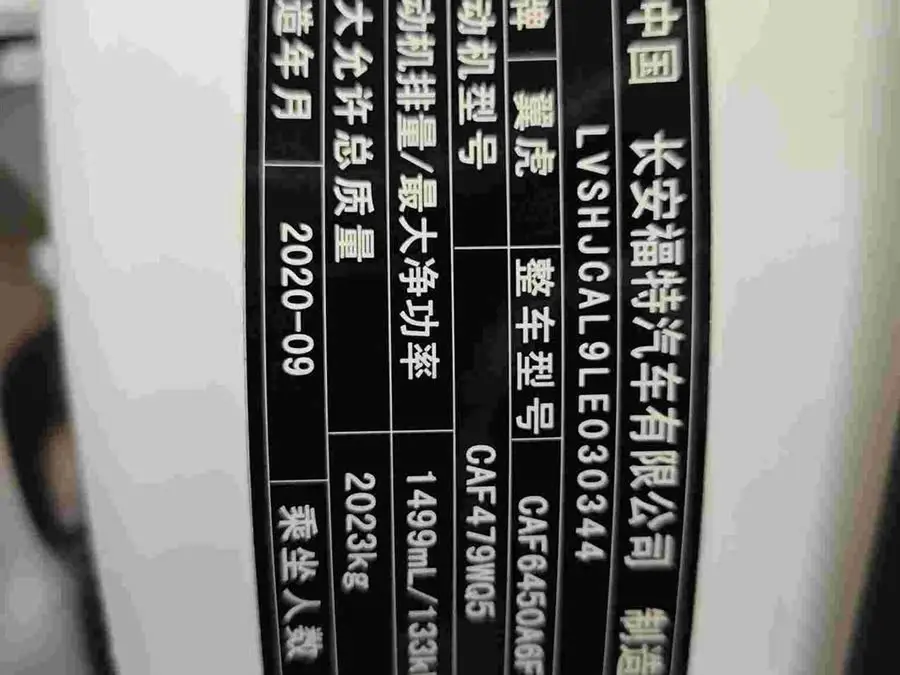 中国 长安福特汽车有限公司 制造
LVSHJCAL9LE030344
牌 翼虎 整车型号 CAF6450A6F
动机型号 CAF479WQ5
动机排量/最大净功率 1499mL/133k
大允许总质量 2023kg
造年月 2020-09 乘坐人数